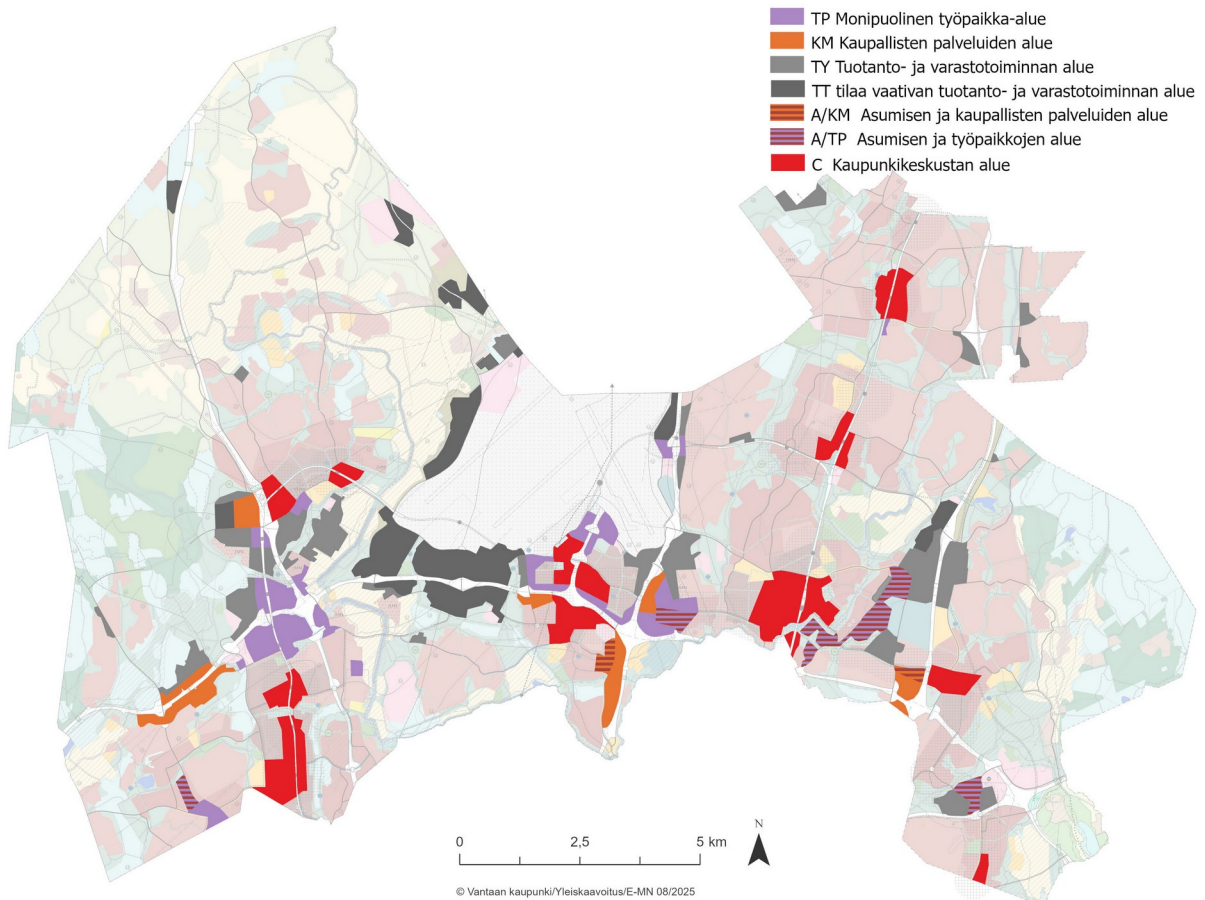 TP Monipuolinen työpaikka-alue
KM Kaupallisten palveluiden alue
TY Tuotanto- ja varastotoiminnan alue
TT tilaa vaativan tuotanto- ja varastotoiminnan alue
A/KM Asumisen ja kaupallisten palveluiden alue
A/TP Asumisen ja työpaikkojen alue
C Kaupunkikeskustan alue
0 2,5 5 km
N
© Vantaan kaupunki/Yleiskaavoitus/E-MN 08/2025